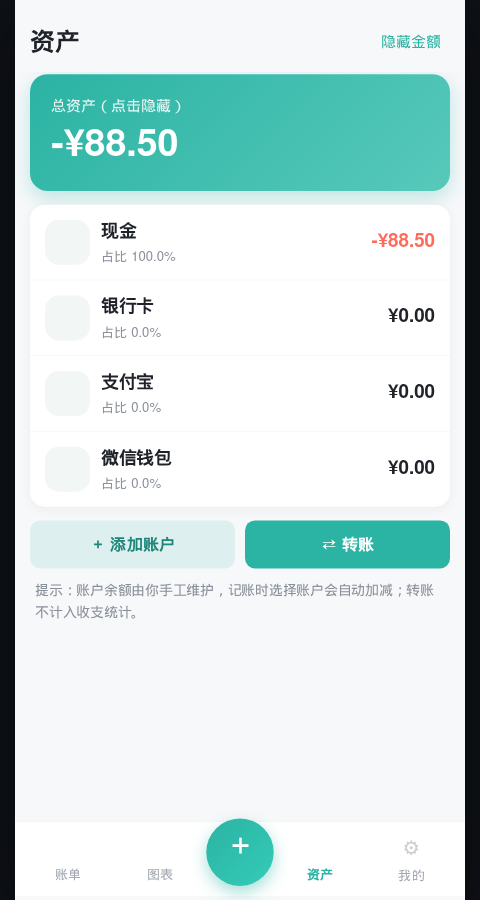 资产
隐藏金额
总资产（点击隐藏）
-¥88.50
现金
占比 100.0%
-¥88.50
银行卡
占比 0.0%
¥0.00
支付宝
占比 0.0%
¥0.00
微信钱包
占比 0.0%
¥0.00
+ 添加账户
⇄ 转账
提示：账户余额由你手工维护，记账时选择账户会自动加减；转账
不计入收支统计。
账单
图表
+
资产
我的